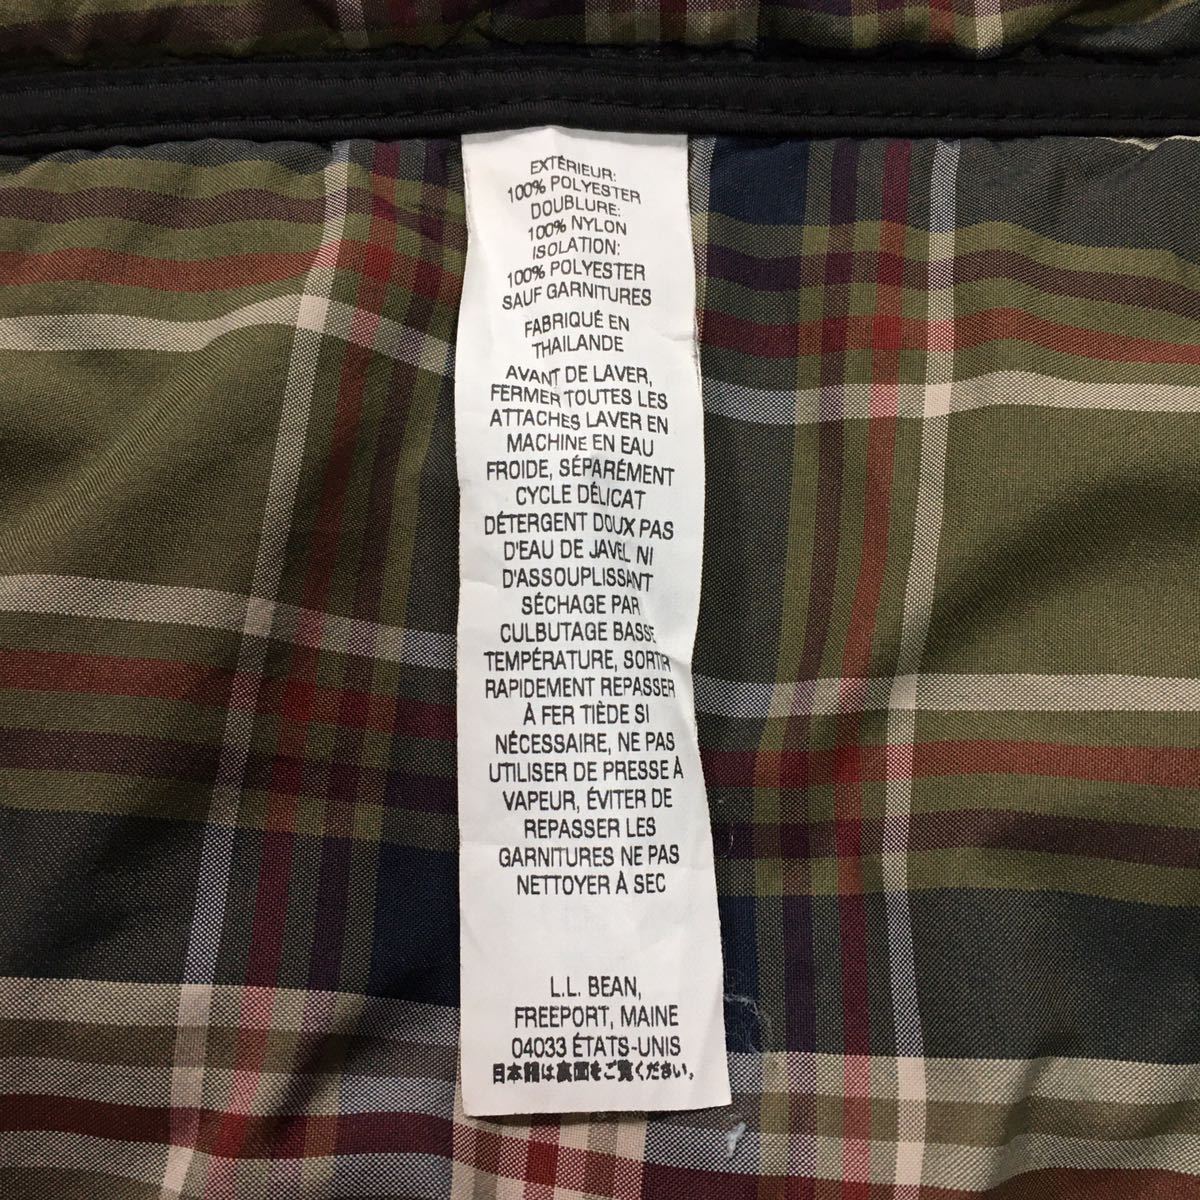 EXTÉRIEUR:
100% POLYESTER
DOUBLURE:
100% NYLON
ISOLATION:
100% POLYESTER
SAUF GARNITURES
FABRIQUÉ EN
THAILANDE
AVANT DE LAVER,
FERMER TOUTES LES
ATTACHES LAVER EN
MACHINE EN EAU
FROIDE, SÉPARÉMENT
CYCLE DÉLICAT
DÉTERGENT DOUX PAS
D'EAU DE JAVEL NI
D'ASSOUPLISSANT
SÉCHAGE PAR
CULBUTAGE BASSE
TEMPÉRATURE, SORTIR
RAPIDEMENT REPASSER
À FER TIÈDE SI
NÉCESSAIRE, NE PAS
UTILISER DE PRESSE À
VAPEUR, ÉVITER DE
REPASSER LES
GARNITURES NE PAS
NETTOYER À SEC
L.L. BEAN,
FREEPORT, MAINE
04033 ÉTATS-UNIS
日本語は裏面をご覧ください。